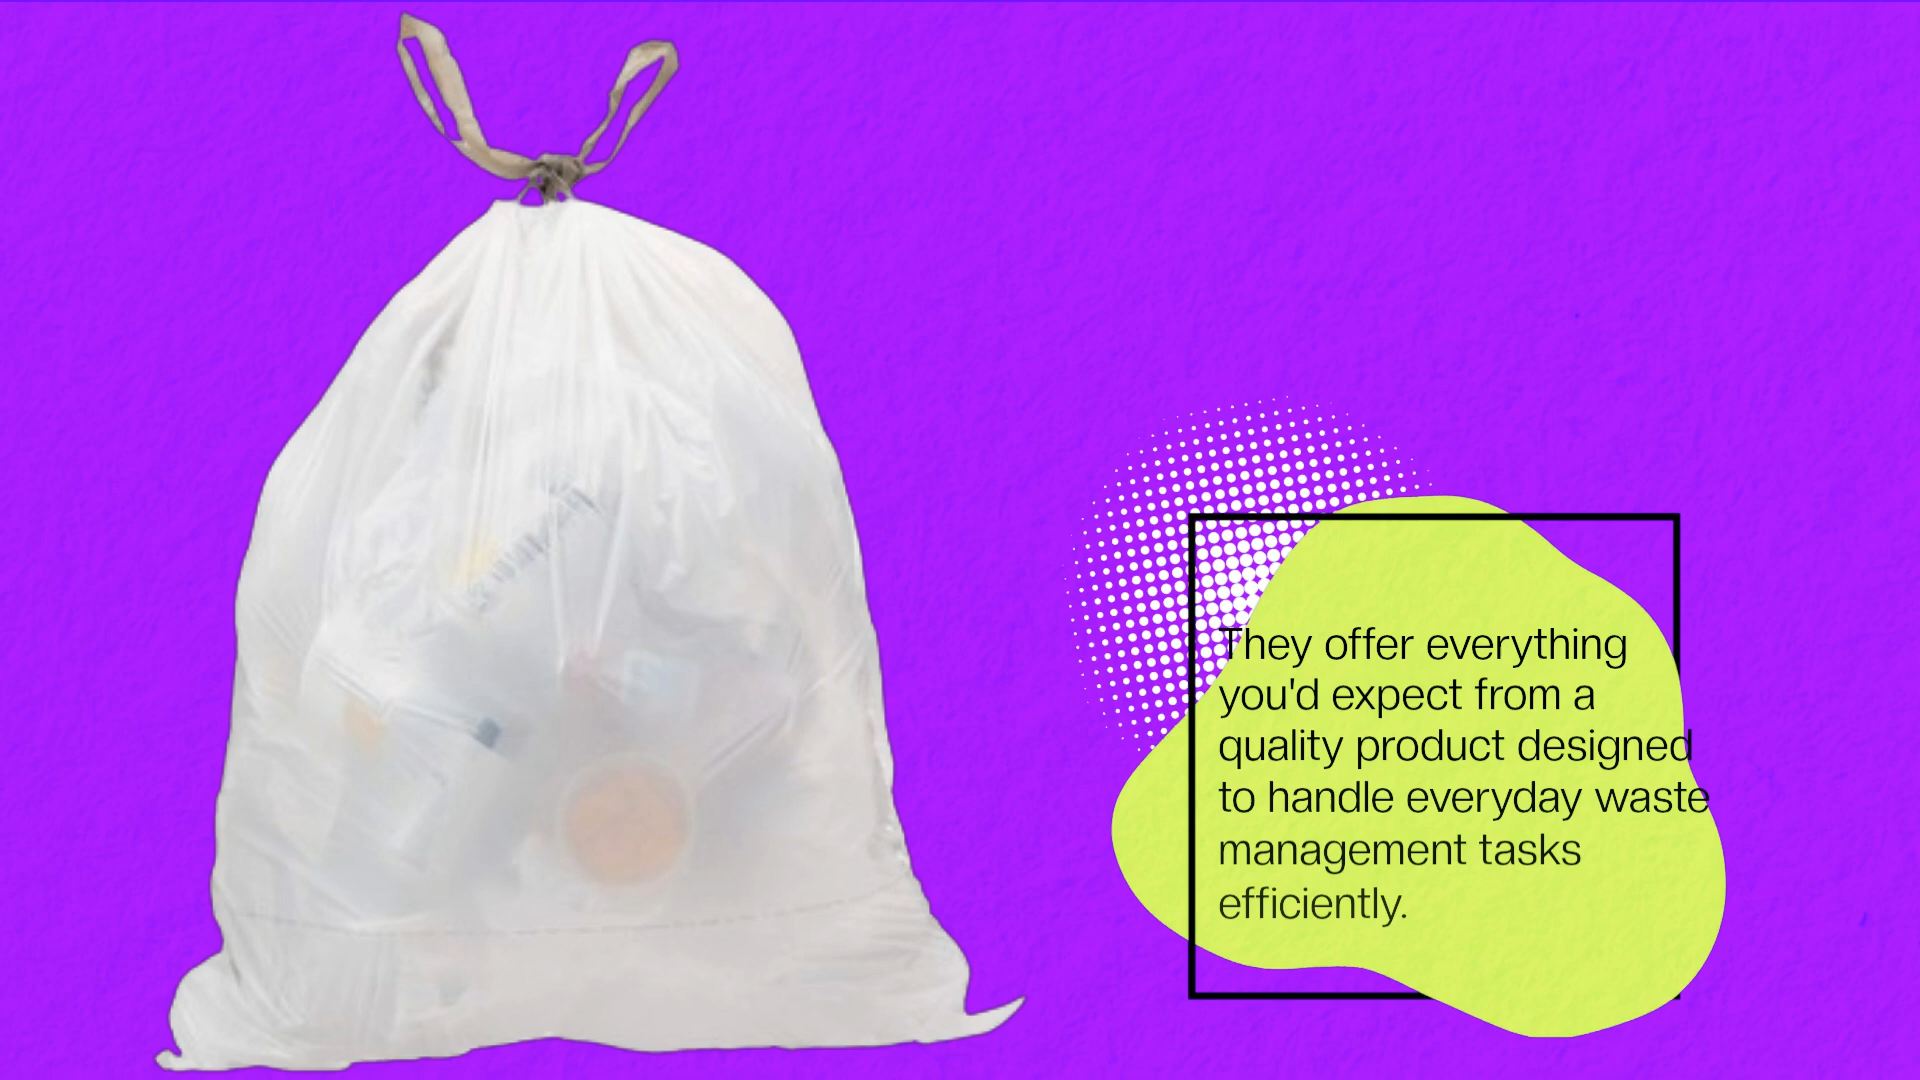 They offer everything
you'd expect from a
quality product designed
to handle everyday waste
management tasks
efficiently.